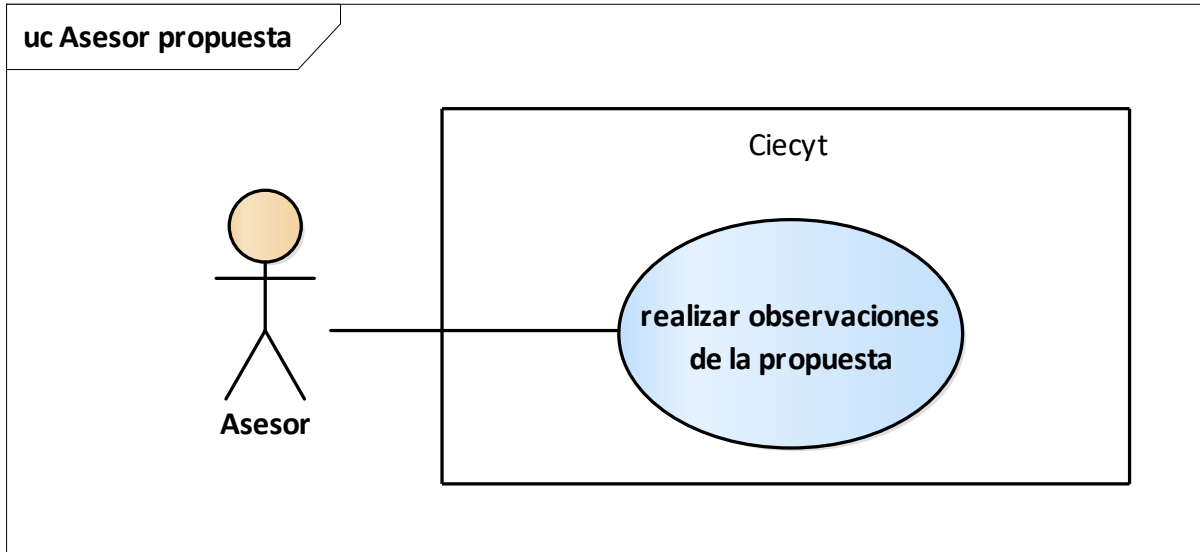 uc Asesor propuesta
Ciecyt
realizar observaciones
de la propuesta
Asesor